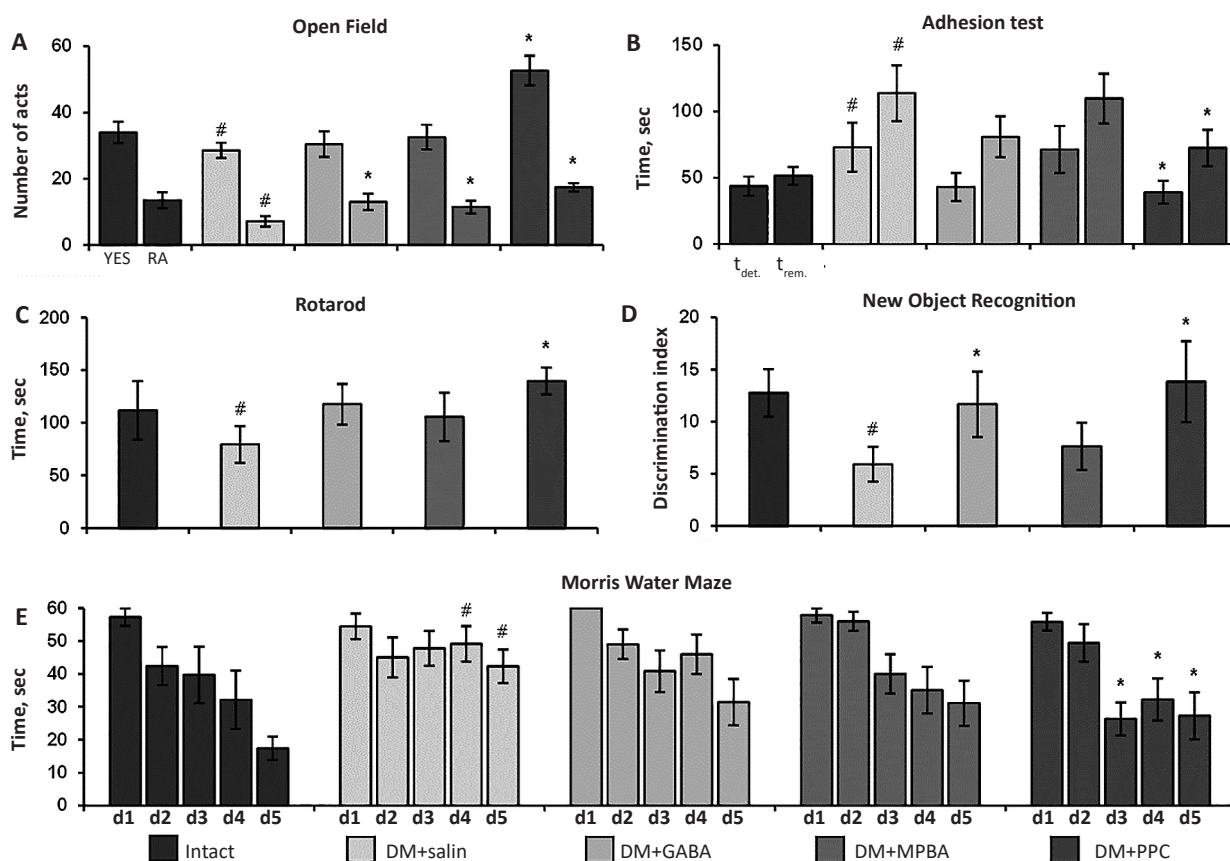 A
Open Field
Number of acts
60
40
20
0
#
#
*
*
*
*
YES RA
B
Adhesion test
Time, sec
150
100
50
0
#
#
*
*
t det. t rem.
C
Rotarod
Time, sec
200
150
100
50
0
#
*
D
New Object Recognition
Discrimination index
20
15
10
5
0
#
*
*
E
Morris Water Maze
Time, sec
60
50
40
30
20
10
0
#
#
*
*
*
d1 d2 d3 d4 d5 d1 d2 d3 d4 d5 d1 d2 d3 d4 d5 d1 d2 d3 d4 d5 d1 d2 d3 d4 d5
Intact DM+salin DM+GABA DM+MPBA DM+PPC